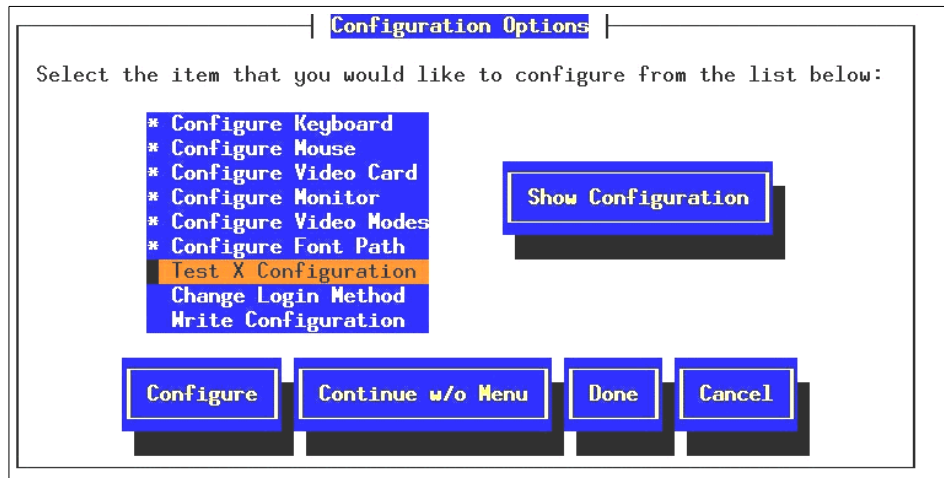 Configuration Options
Select the item that you would like to configure from the list below:
* Configure Keyboard
* Configure Mouse
* Configure Video Card
* Configure Monitor
* Configure Video Modes
* Configure Font Path
Test X Configuration
Change Login Method
Write Configuration
Show Configuration
Configure
Continue w/o Menu
Done
Cancel